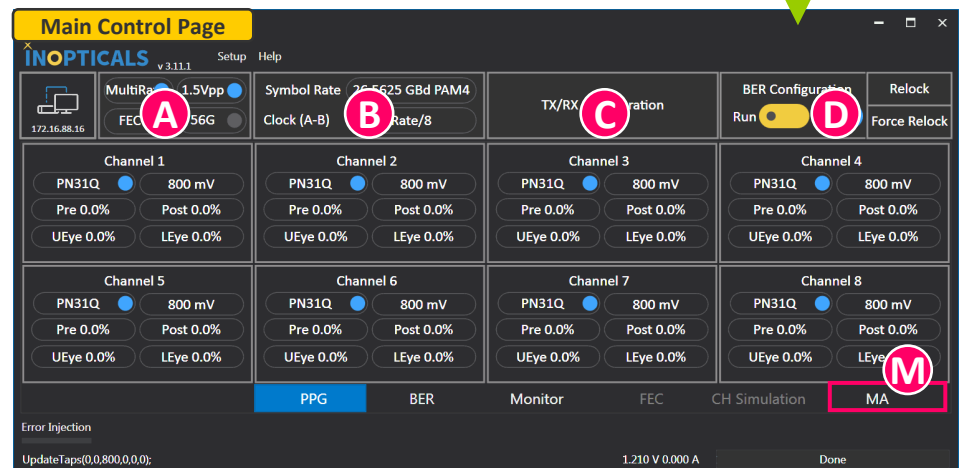 Main Control Page
INOPTICALS v 3.11.1 Setup Help
MultiRa 1.5Vpp Symbol Rate 26.5625 GBd PAM4 TX/RX ration BER Configuration Relock
A B C D
172.16.88.16 FEC 56G Clock (A-B) Rate/8 Run Force Relock
Channel 1 Channel 2 Channel 3 Channel 4
PN31Q 800 mV PN31Q 800 mV PN31Q 800 mV PN31Q 800 mV
Pre 0.0% Post 0.0% Pre 0.0% Post 0.0% Pre 0.0% Post 0.0% Pre 0.0% Post 0.0%
UEye 0.0% LEye 0.0% UEye 0.0% LEye 0.0% UEye 0.0% LEye 0.0% UEye 0.0% LEye 0.0%
Channel 5 Channel 6 Channel 7 Channel 8
PN31Q 800 mV PN31Q 800 mV PN31Q 800 mV PN31Q 800 mV
Pre 0.0% Post 0.0% Pre 0.0% Post 0.0% Pre 0.0% Post 0.0% Pre 0.0% Post 0.0%
UEye 0.0% LEye 0.0% UEye 0.0% LEye 0.0% UEye 0.0% LEye 0.0% UEye 0.0% LEye
M
PPG BER Monitor FEC CH Simulation MA
Error Injection
UpdateTaps(0,0,800,0,0,0); 1.210 V 0.000 A Done